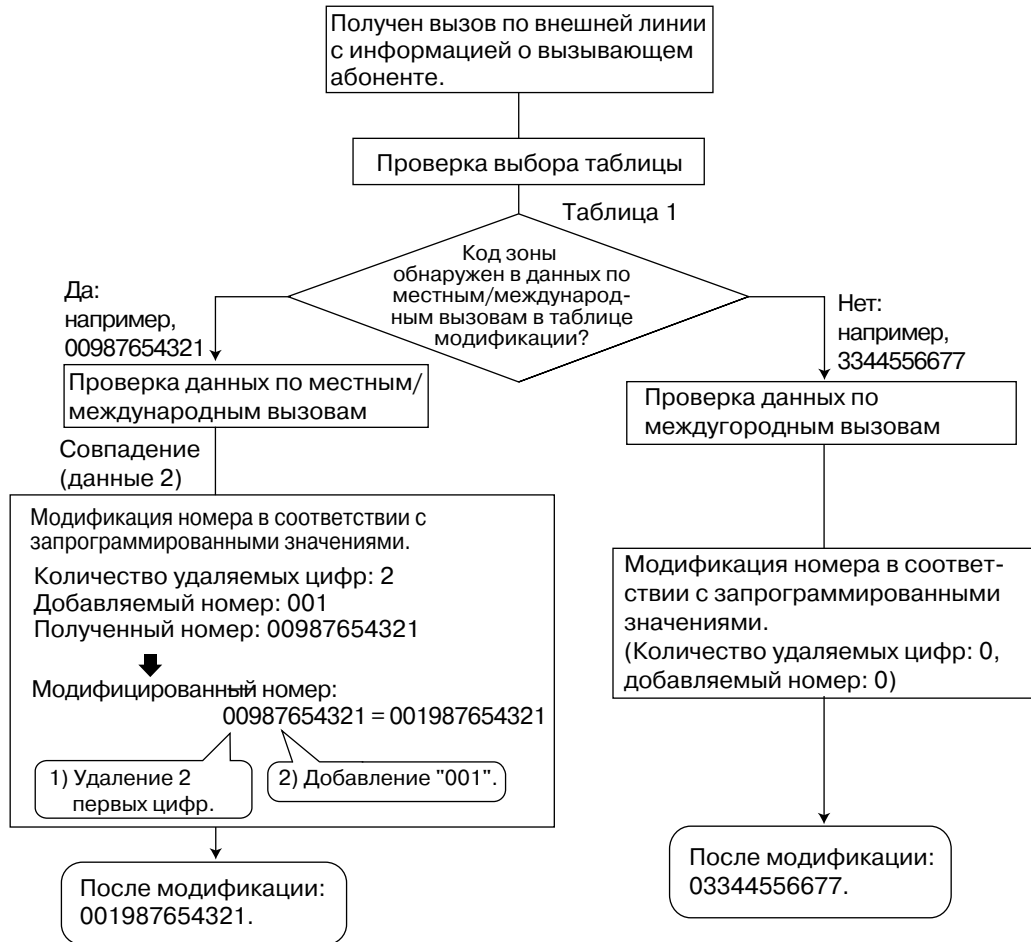 Получен вызов по внешней линии
с информацией о вызывающем
абоненте.
Проверка выбора таблицы
Таблица 1
Код зоны
обнаружен в данных по
местным/международ-
ным вызовам в таблице
модификации?
Да:
например,
00987654321
Нет:
например,
3344556677
Проверка данных по местным/
международным вызовам
Проверка данных по
междугородным вызовам
Совпадение
(данные 2)
Модификация номера в соответствии с
запрограммированными значениями.
Количество удаляемых цифр: 2
Добавляемый номер: 001
Полученный номер: 00987654321
Модифицированный номер:
00987654321 = 001987654321
1) Удаление 2
первых цифр.
2) Добавление "001".
Модификация номера в соответ-
ствии с запрограммированными
значениями.
(Количество удаляемых цифр: 0,
добавляемый номер: 0)
После модификации:
001987654321.
После модификации:
03344556677.